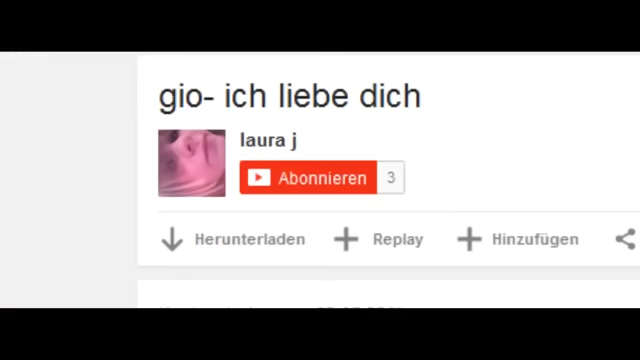 gio- ich liebe dich
laura j
Abonnieren 3
Herunterladen Replay Hinzufügen